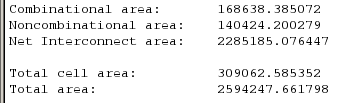 Combinational area: 168638.385072
Noncombinational area: 140424.200279
Net Interconnect area: 2285185.076447
Total cell area: 309062.585352
Total area: 2594247.661798